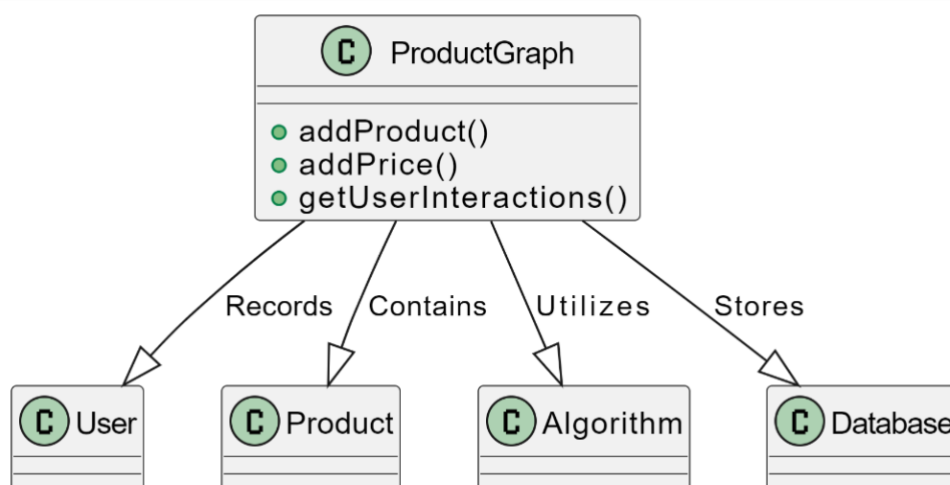 C ProductGraph
addProduct()
addPrice()
getUserInteractions()
Records Contains Utilizes Stores
C User C Product C Algorithm C Database